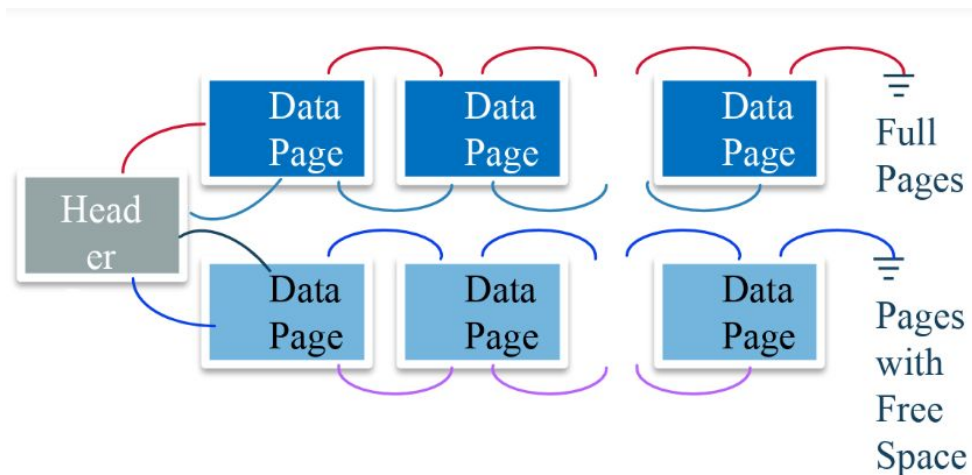 Data
Page
Data
Page
Data
Page
Full
Pages
Head
er
Data
Page
Data
Page
Data
Page
Pages
with
Free
Space